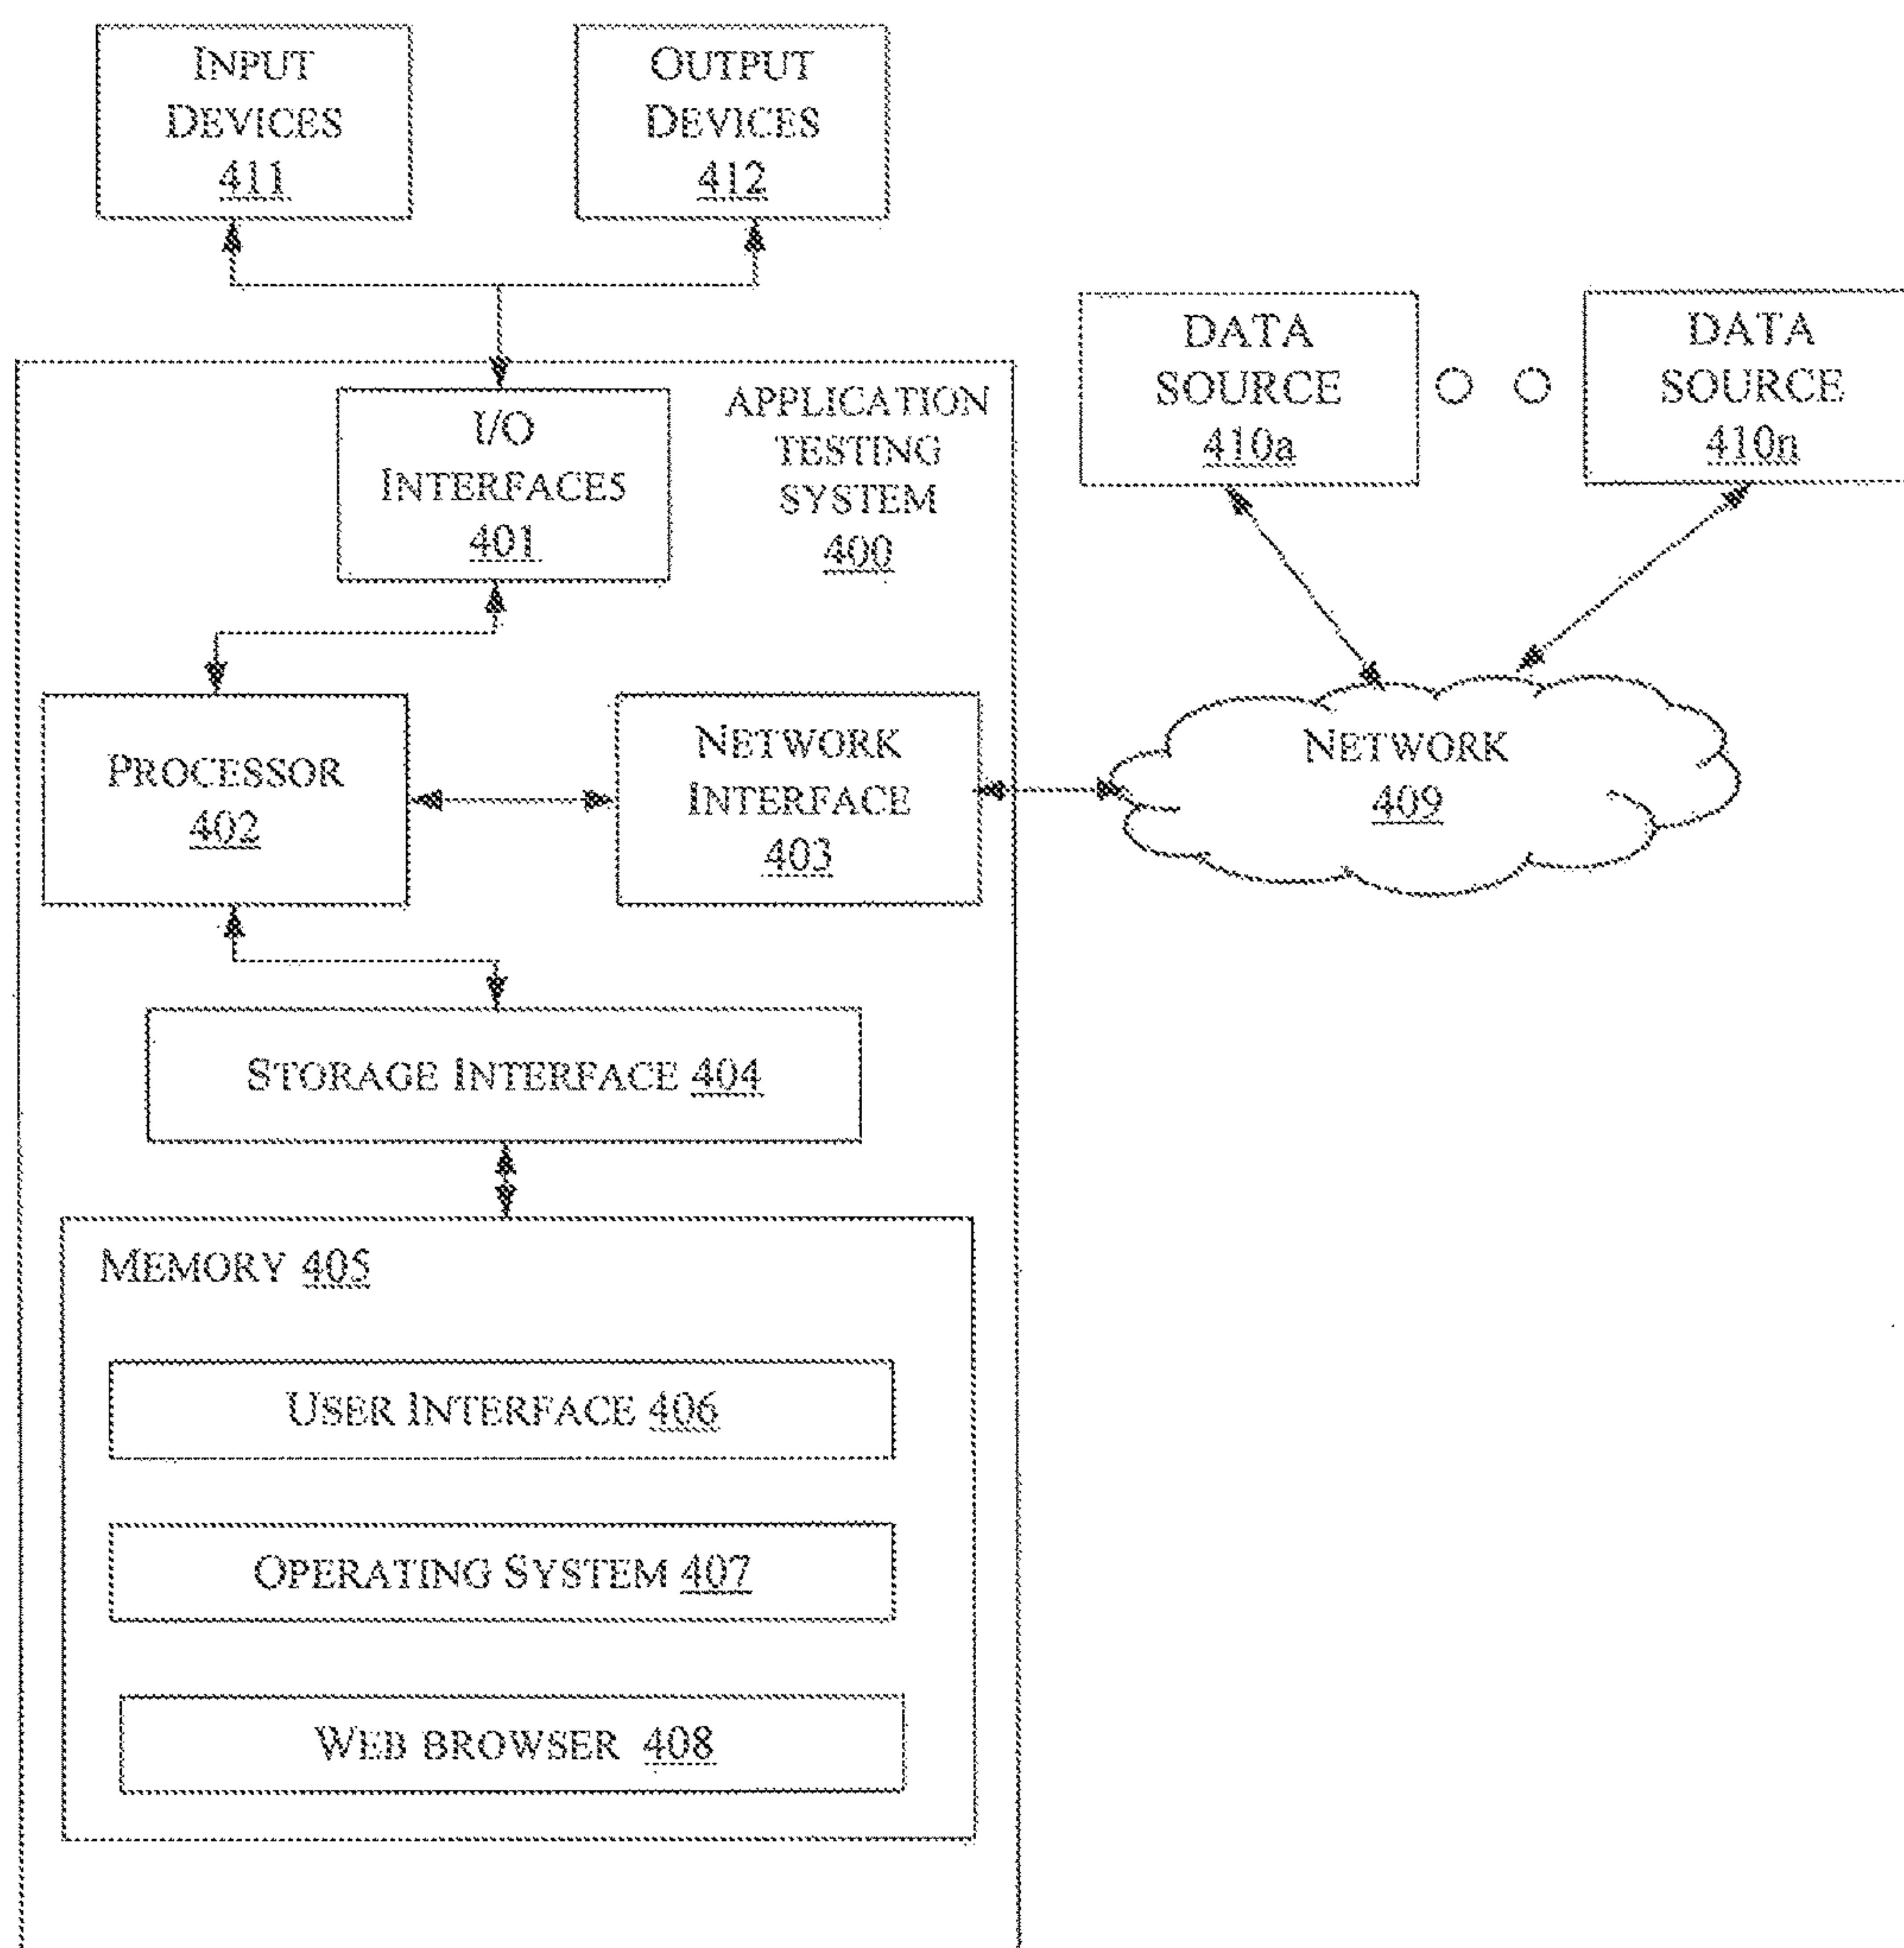 INPUT
DEVICES
411
OUTPUT
DEVICES
412
I/O
INTERFACES
401
APPLICATION
TESTING
SYSTEM
400
DATA
SOURCE
410a
DATA
SOURCE
410n
PROCESSOR
402
NETWORK
INTERFACE
403
NETWORK
409
STORAGE INTERFACE 404
MEMORY 405
USER INTERFACE 406
OPERATING SYSTEM 407
WEB BROWSER 408